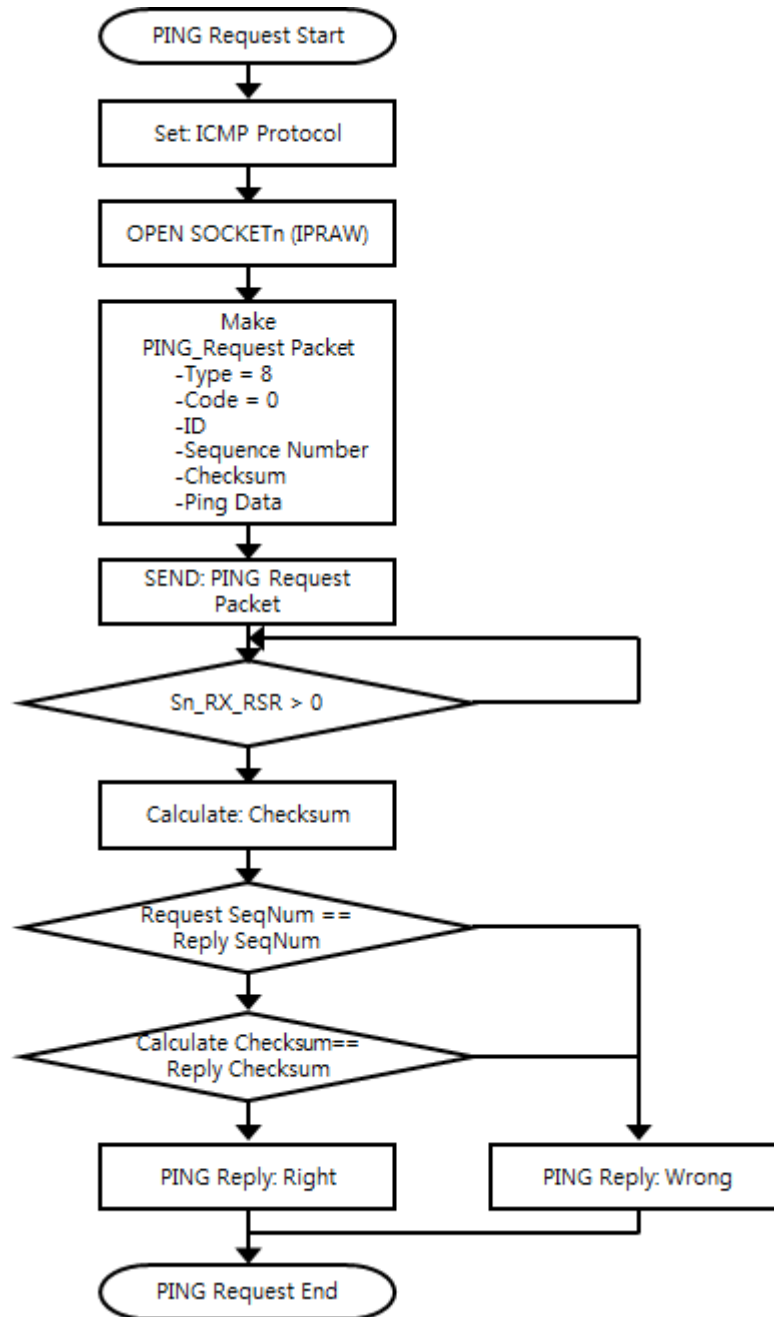 PING Request Start
Set: ICMP Protocol
OPEN SOCKETn (IPRAW)
Make
PING_Request Packet
-Type = 8
-Code = 0
-ID
-Sequence Number
-Checksum
-Ping Data
SEND: PING Request
Packet
Sn_RX_RSR > 0
Calculate: Checksum
Request SeqNum ==
Reply SeqNum
Calculate Checksum==
Reply Checksum
PING Reply: Right
PING Reply: Wrong
PING Request End